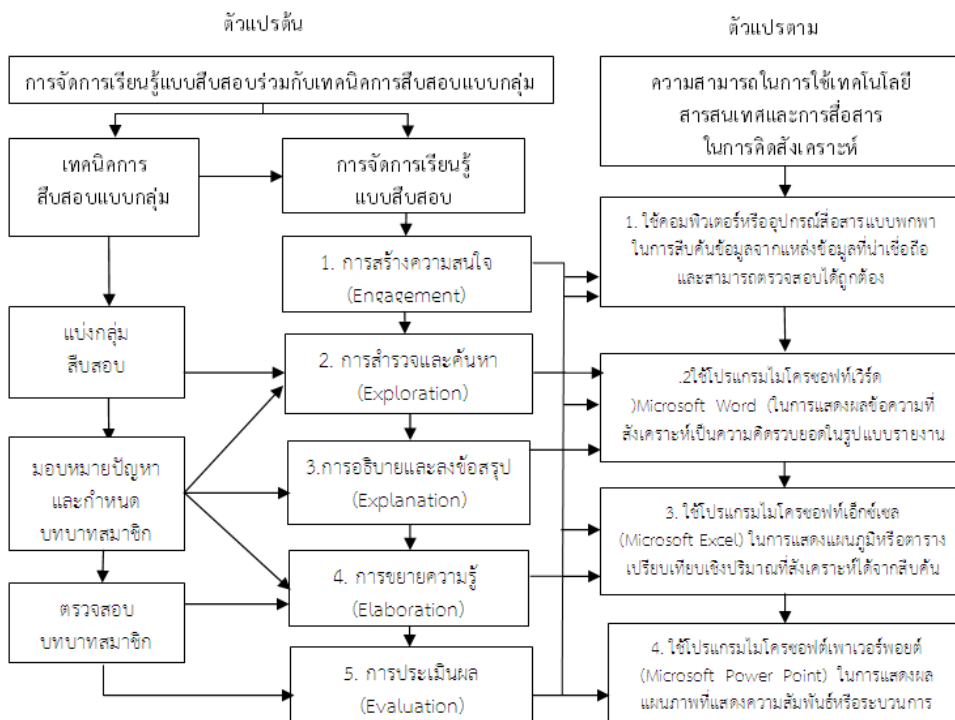 ตัวแปรต้น
ตัวแปรตาม
การจัดการเรียนรู้แบบสืบสอบร่วมกับเทคนิคการสืบสอบแบบกลุ่ม
ความสามารถในการใช้เทคโนโลยี
สารสนเทศและการสื่อสาร
ในการคิดสังเคราะห์
เทคนิคการ
สืบสอบแบบกลุ่ม
การจัดการเรียนรู้
แบบสืบสอบ
แบ่งกลุ่ม
สืบสอบ
มอบหมายปัญหา
และกำหนด
บทบาทสมาชิก
ตรวจสอบ
บทบาทสมาชิก
1. การสร้างความสนใจ
(Engagement)
2. การสำรวจและค้นหา
(Exploration)
3.การอธิบายและลงข้อสรุป
(Explanation)
4. การขยายความรู้
(Elaboration)
5. การประเมินผล
(Evaluation)
1. ใช้คอมพิวเตอร์หรืออุปกรณ์สื่อสารแบบพกพา
ในการสืบค้นข้อมูลจากแหล่งข้อมูลที่น่าเชื่อถือ
และสามารถตรวจสอบได้ถูกต้อง
.2ใช้โปรแกรมไมโครซอฟท์เวิร์ด
)Microsoft Word (ในการแสดงผลข้อความที่
สังเคราะห์เป็นความคิดรวบยอดในรูปแบบรายงาน
3. ใช้โปรแกรมไมโครซอฟท์เอ็กซ์เซล
(Microsoft Excel) ในการแสดงแผนภูมิหรือตาราง
เปรียบเทียบเชิงปริมาณที่สังเคราะห์ได้จากสืบค้น
4. ใช้โปรแกรมไมโครซอฟต์เพาเวอร์พอยต์
(Microsoft Power Point) ในการแสดงผล
แผนภาพที่แสดงความสัมพันธ์หรือระบวนการ